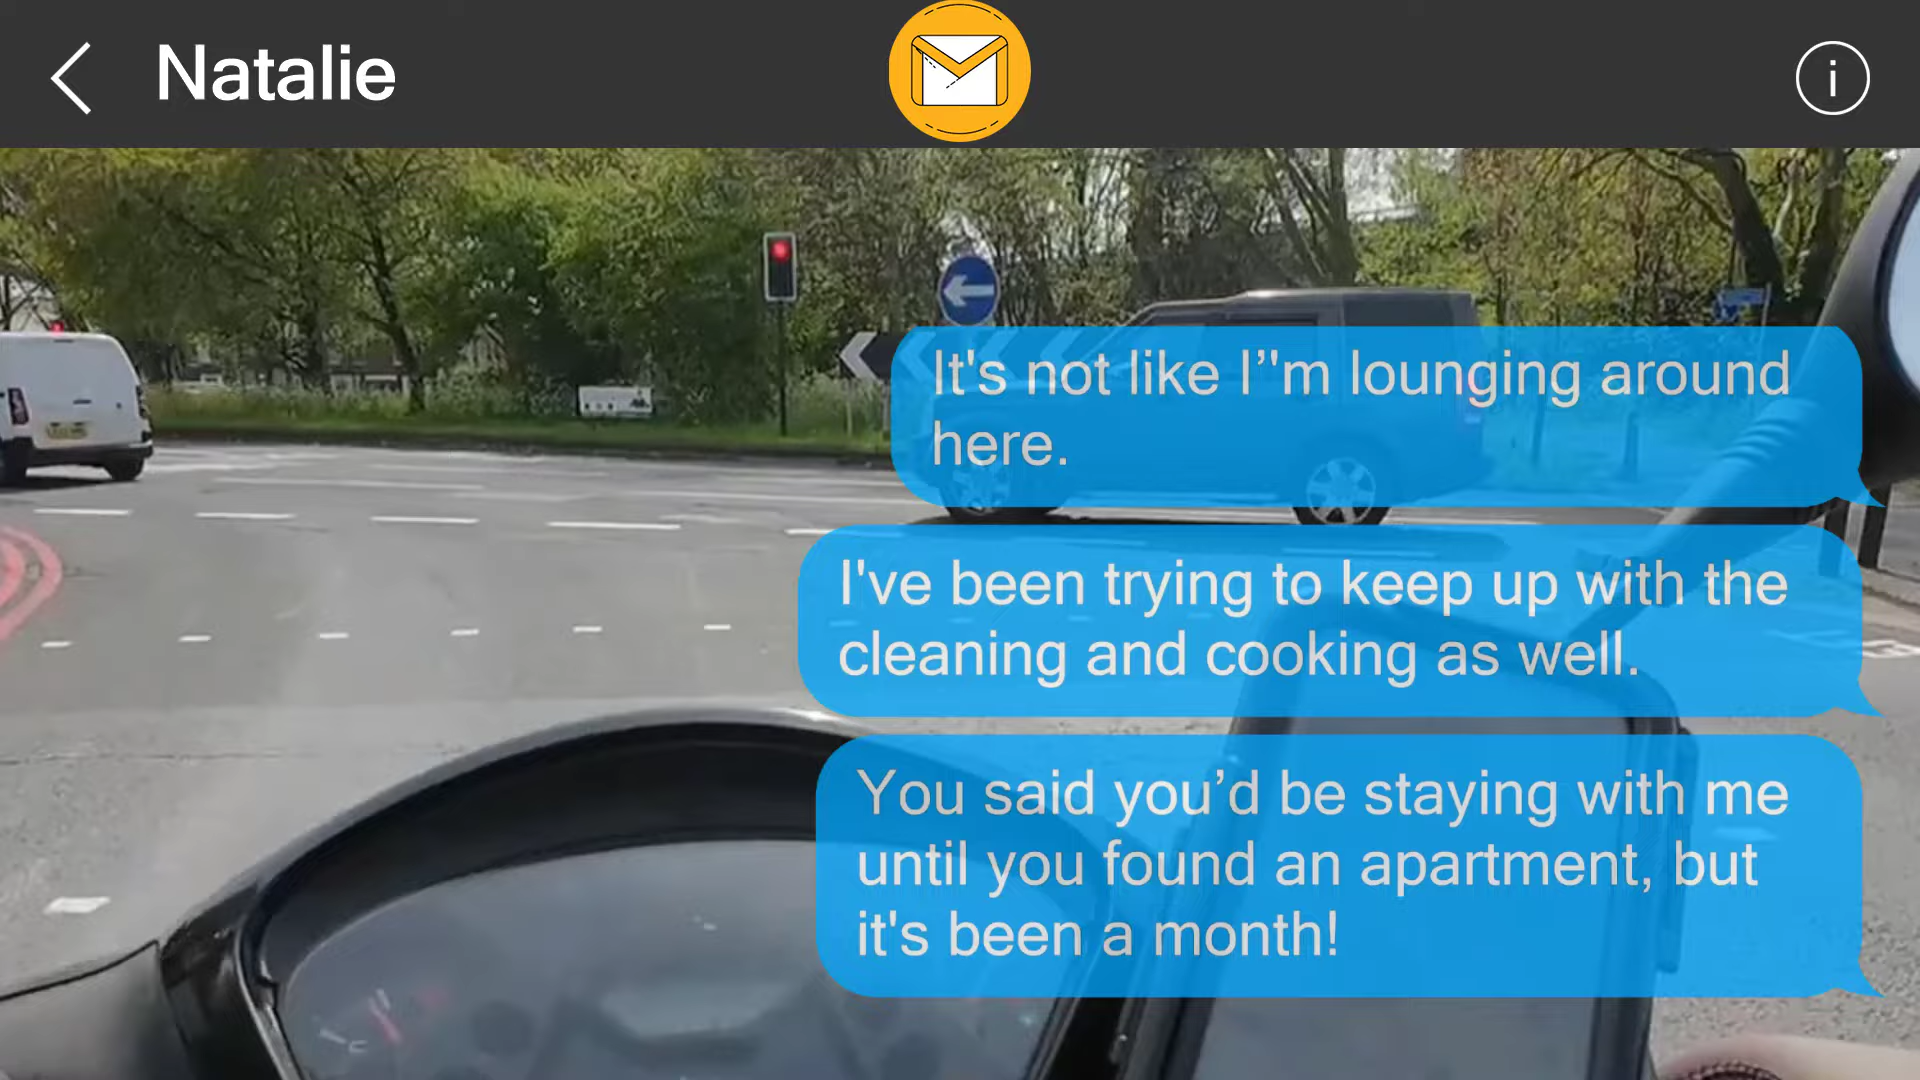 Natalie
It's not like I”m lounging around
here.
I've been trying to keep up with the
cleaning and cooking as well.
You said you’d be staying with me
until you found an apartment, but
it's been a month!